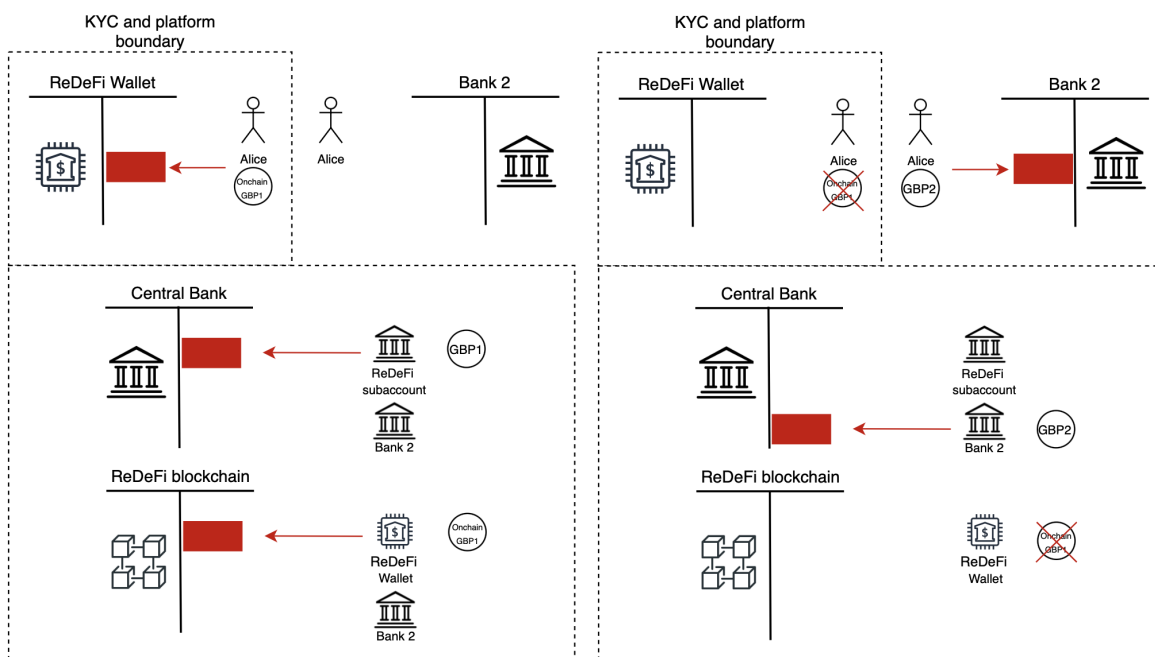 KYC and platform
boundary
ReDeFi Wallet
Bank 2
$
Alice
Onchain
GBP1
Alice
Central Bank
GBP1
ReDeFi
subaccount
Bank 2
ReDeFi blockchain
Onchain
GBP1
$
ReDeFi
Wallet
Bank 2
KYC and platform
boundary
ReDeFi Wallet
Bank 2
$
Alice
Onchain
GBP1
Alice
GBP2
Central Bank
ReDeFi
subaccount
Bank 2
GBP2
ReDeFi blockchain
$
Onchain
GBP1
ReDeFi
Wallet